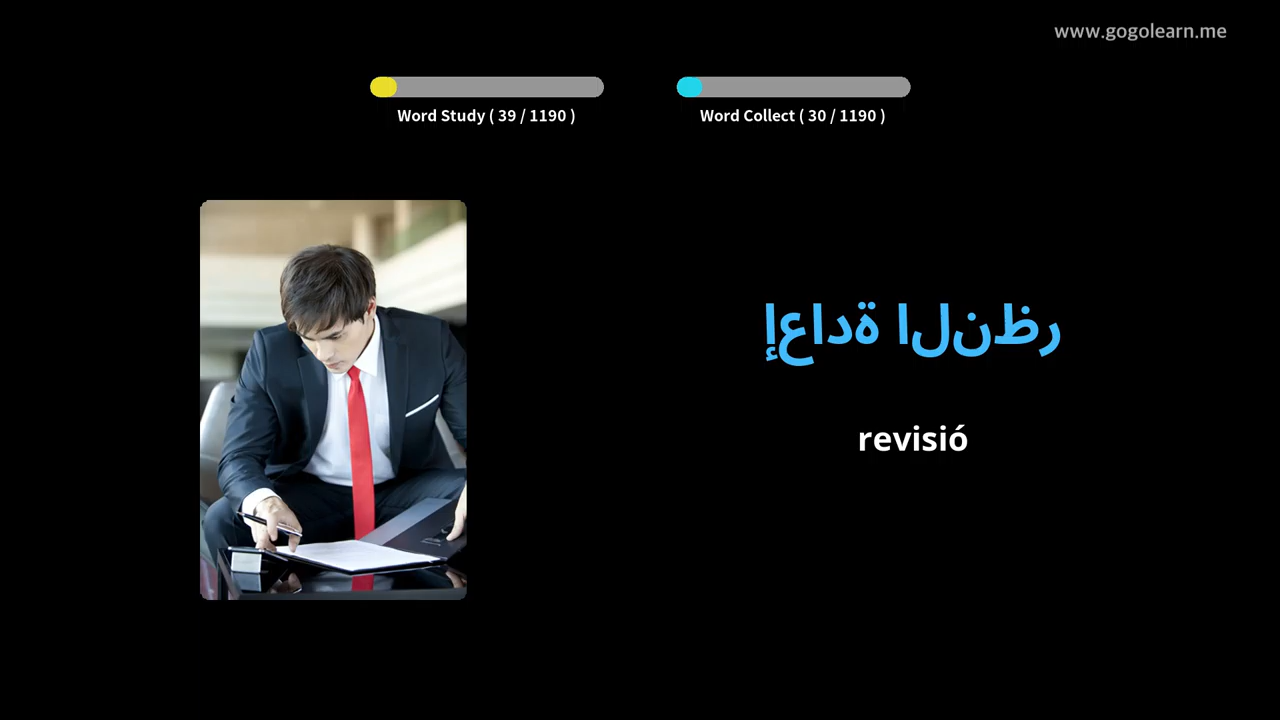 www.gogolearn.me
Word Study ( 39 / 1190 )
Word Collect ( 30 / 1190 )
إعادة النظر
revisió